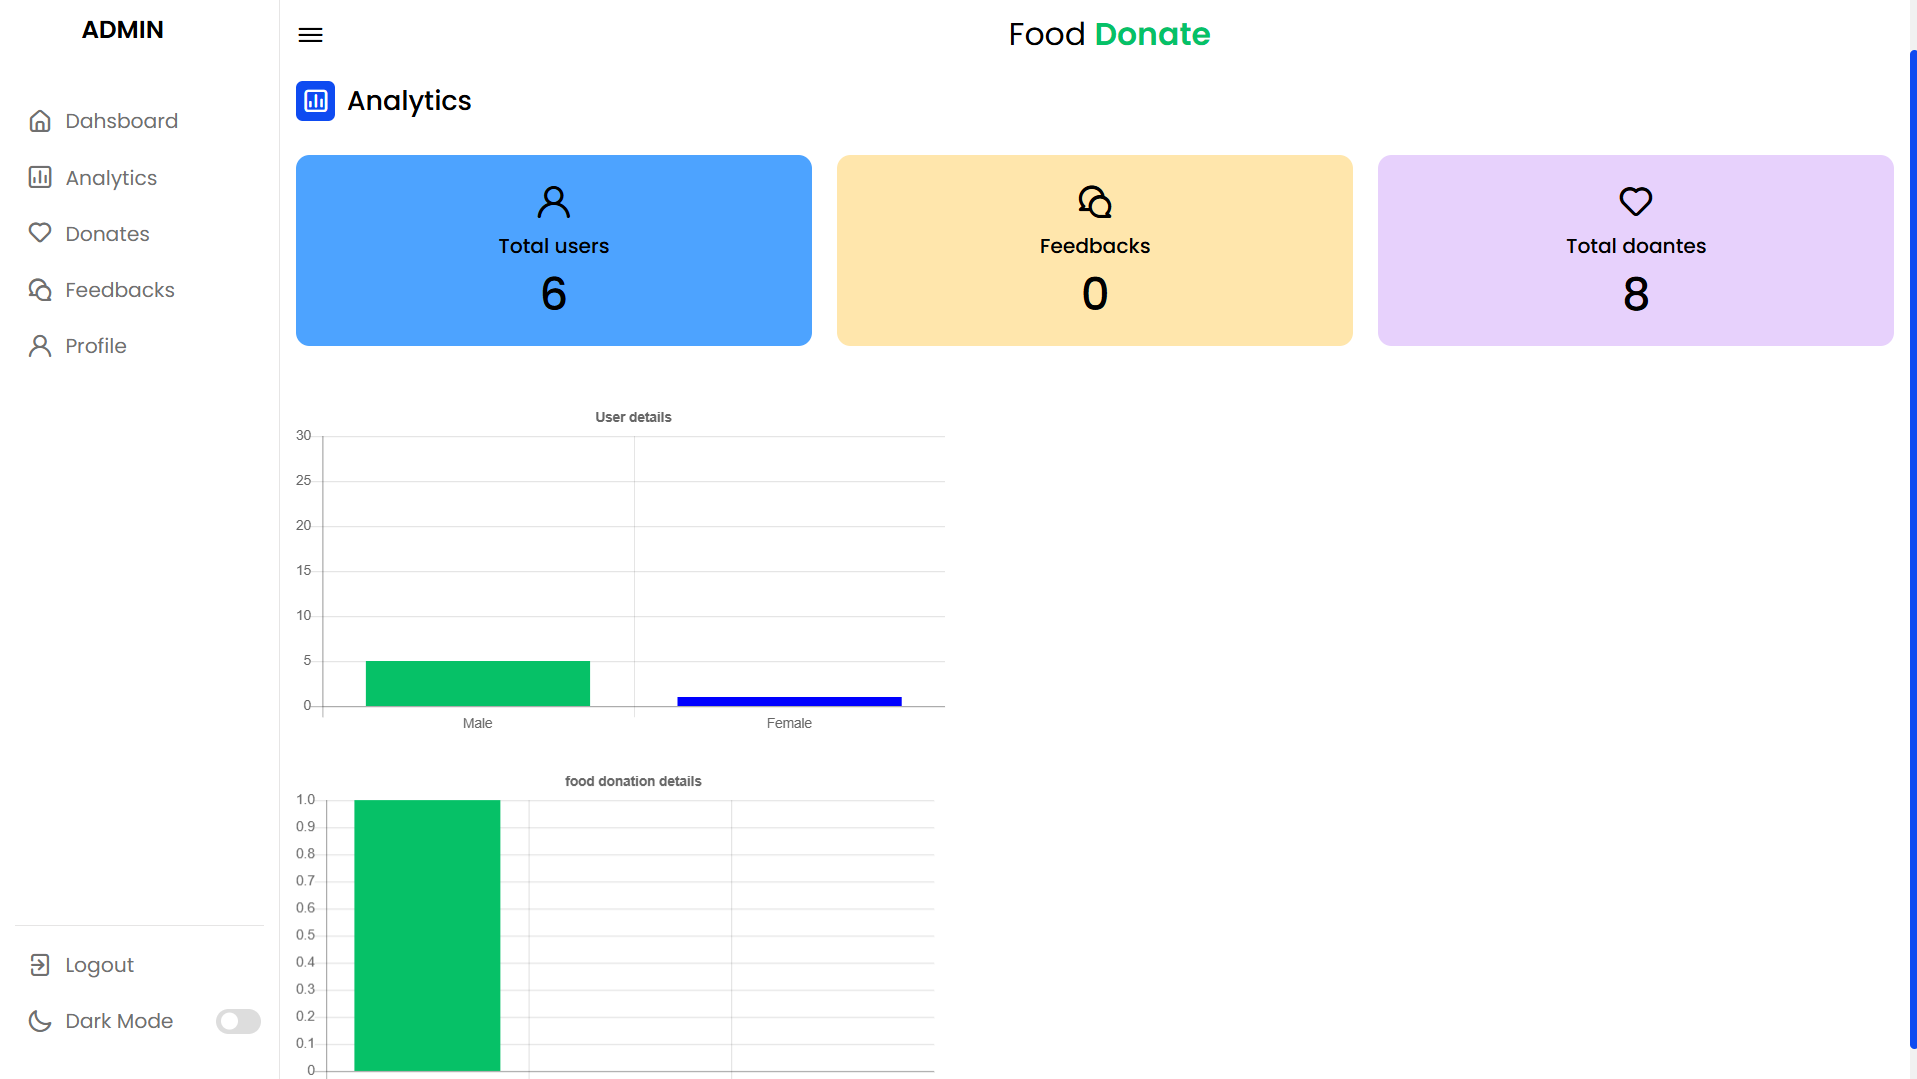 ADMIN
Dahsboard
Analytics
Donates
Feedbacks
Profile
Logout
Dark Mode
Food Donate
Analytics
Total users
6
Feedbacks
0
Total doantes
8
User details
30
25
20
15
10
5
0
Male
Female
food donation details
1.0
0.9
0.8
0.7
0.6
0.5
0.4
0.3
0.2
0.1
0